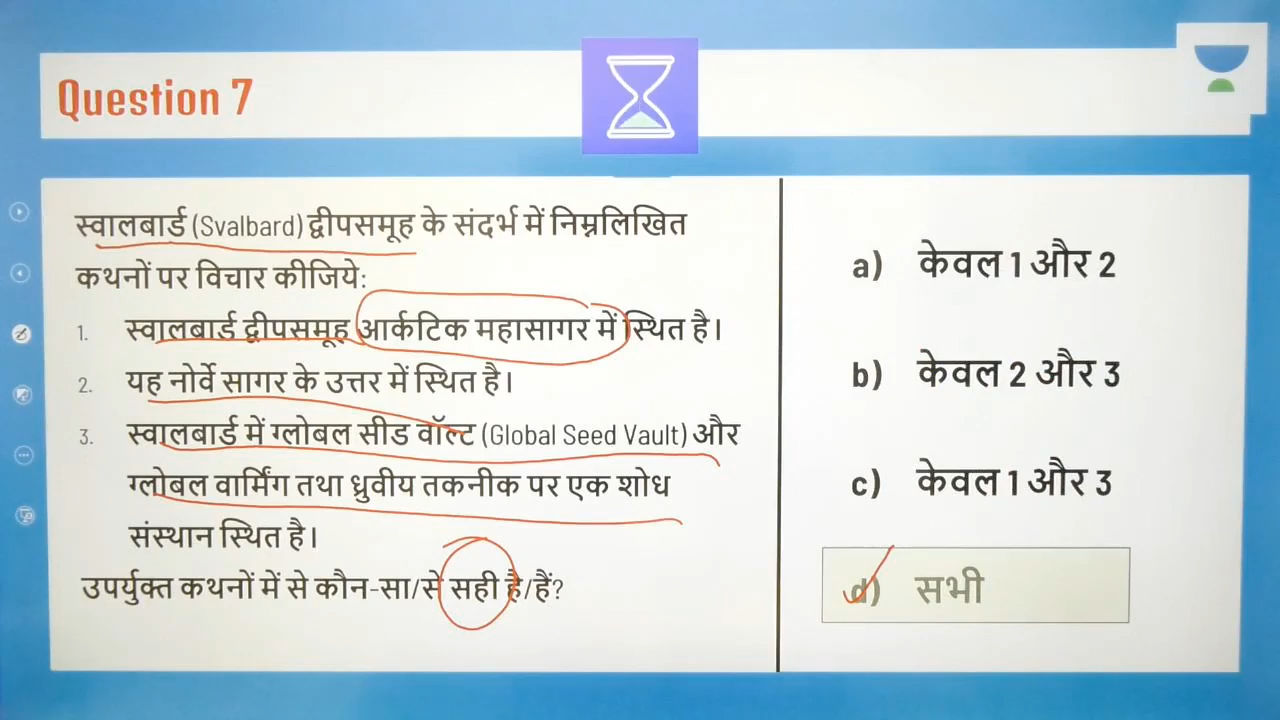 Question 7
स्वालबार्ड (Svalbard) द्वीपसमूह के संदर्भ में निम्नलिखित
कथनों पर विचार कीजिये:
1. स्वालबार्ड द्वीपसमूह आर्कटिक महासागर में स्थित है।
2. यह नोर्वे सागर के उत्तर में स्थित है।
3. स्वालबार्ड में ग्लोबल सीड वॉल्ट (Global Seed Vault) और
ग्लोबल वार्मिंग तथा ध्रुवीय तकनीक पर एक शोध
संस्थान स्थित है।
उपर्युक्त कथनों में से कौन-सा/से सही है/हैं?
a) केवल 1 और 2
b) केवल 2 और 3
c) केवल 1 और 3
d) सभी